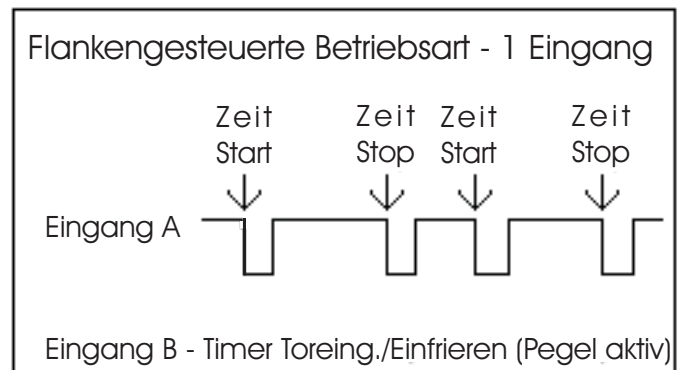 Flankengesteuerte Betriebsart - 1 Eingang
Zeit Zeit Zeit Zeit
Start Stop Start Stop
Eingang A
Eingang B - Timer Toreing./Einfrieren (Pegel aktiv)